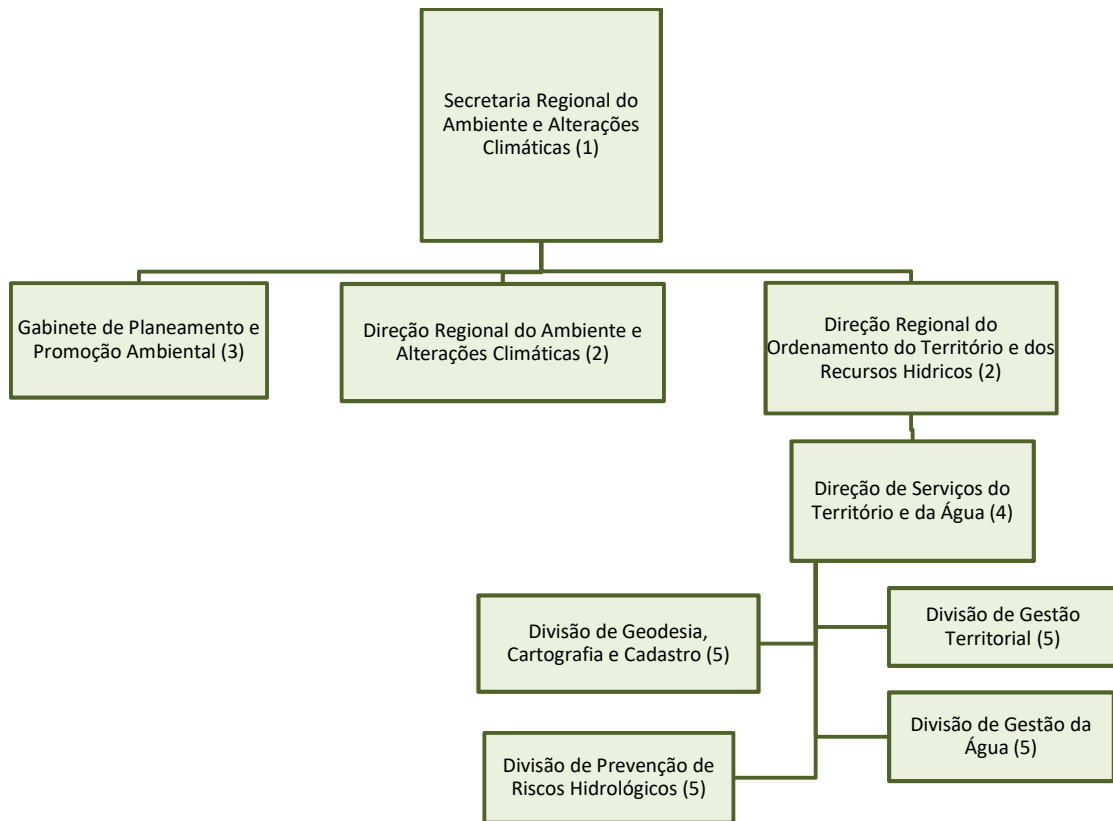 Secretaria Regional do
Ambiente e Alterações
Climáticas (1)
Gabinete de Planeamento e
Promoção Ambiental (3)
Direção Regional do Ambiente e
Alterações Climáticas (2)
Direção Regional do
Ordenamento do Território e dos
Recursos Hidricos (2)
Direção de Serviços do
Território e da Água (4)
Divisão de Geodesia,
Cartografia e Cadastro (5)
Divisão de Gestão
Territorial (5)
Divisão de Prevenção de
Riscos Hidrológicos (5)
Divisão de Gestão da
Água (5)